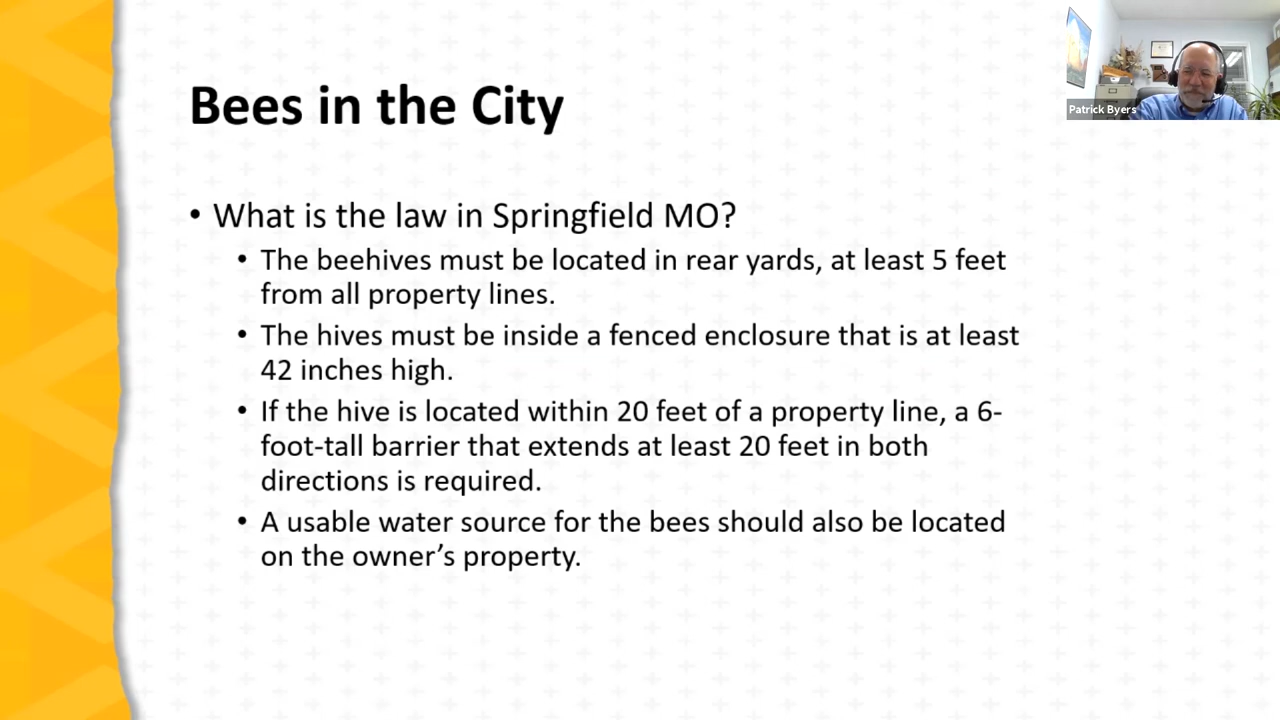 Bees in the City
Patrick Byers
• What is the law in Springfield MO?
• The beehives must be located in rear yards, at least 5 feet
from all property lines.
• The hives must be inside a fenced enclosure that is at least
42 inches high.
• If the hive is located within 20 feet of a property line, a 6-
foot-tall barrier that extends at least 20 feet in both
directions is required.
• A usable water source for the bees should also be located
on the owner’s property.